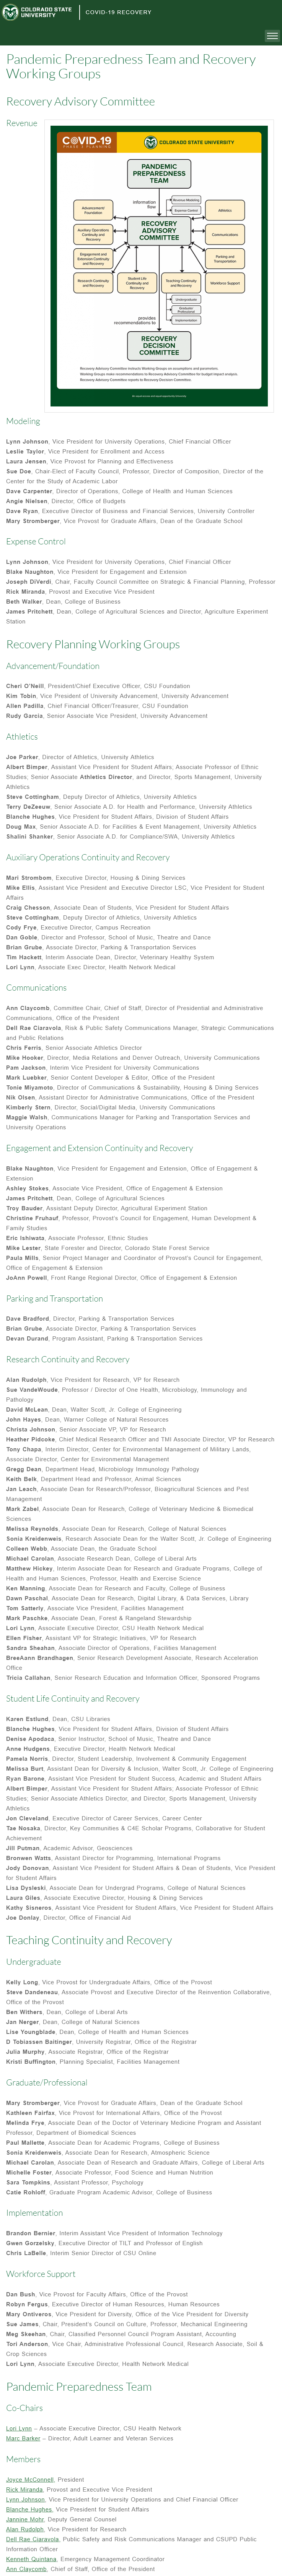 COLORADO STATE UNIVERSITY
COVID-19 RECOVERY
Pandemic Preparedness Team and Recovery
Working Groups
Recovery Advisory Committee
Revenue
COVID-19
COLORADO STATE UNIVERSITY
PANDEMIC PREPAREDNESS TEAM
Information flow
Revenue Modeling
Expense Control
RECOVERY ADVISORY COMMITTEE
Advancement/Foundation
Athletics
Auxiliary Operations Continuity and Recovery
Communications
Engagement and Extension Continuity and Recovery
Parking and Transportation
Research Continuity and Recovery
Student Life Continuity and Recovery
Teaching Continuity and Recovery
Workforce Support
Undergraduate
Graduate/Professional
Implementation
provides recommendations to
RECOVERY DECISION COMMITTEE
Recovery Advisory Committee instructs Working Groups on assumptions and parameters.
Working Groups make recommendations to Recovery Advisory Committee for budget impact analysis.
Recovery Advisory Committee reports to Recovery Decision Committee.
Modeling
Lynn Johnson, Vice President for University Operations, Chief Financial Officer
Leslie Taylor, Vice President for Enrollment and Access
Laura Jensen, Vice Provost for Planning and Effectiveness
Sue Doe, Chair-Elect of Faculty Council, Professor, Director of Composition, Director of the
Center for the Study of Academic Labor
Dave Carpenter, Director of Operations, College of Health and Human Sciences
Angie Nielsen, Director, Office of Budgets
Dave Ryan, Executive Director of Business and Financial Services, University Controller
Mary Stromberger, Vice Provost for Graduate Affairs, Dean of the Graduate School
Expense Control
Lynn Johnson, Vice President for University Operations, Chief Financial Officer
Blake Naughton, Vice President for Engagement and Extension
Joseph DiVerdi, Chair, Faculty Council Committee on Strategic & Financial Planning, Professor
Rick Miranda, Provost and Executive Vice President
Beth Walker, Dean, College of Business
James Pritchett, Dean, College of Agricultural Sciences and Director, Agriculture Experiment
Station
Recovery Planning Working Groups
Advancement/Foundation
Cheri O'Neill, President/Chief Executive Officer, CSU Foundation
Kim Tobin, Vice President of University Advancement, University Advancement
Allen Padilla, Chief Financial Officer/Treasurer, CSU Foundation
Rudy Garcia, Senior Associate Vice President, University Advancement
Athletics
Joe Parker, Director of Athletics, University Athletics
Albert Bimper, Assistant Vice President for Student Affairs, Associate Professor of Ethnic
Studies; Senior Associate Athletics Director, and Director, Sports Management, University
Athletics
Steve Cottingham, Deputy Director of Athletics, University Athletics
Terry DeZeeuw, Senior Associate A.D. for Health and Performance, University Athletics
Blanche Hughes, Vice President for Student Affairs, Division of Student Affairs
Doug Max, Senior Associate A.D. for Facilities & Event Management, University Athletics
Shalini Shanker, Senior Associate A.D. for Compliance/SWA, University Athletics
Auxiliary Operations Continuity and Recovery
Mari Strombom, Executive Director, Housing & Dining Services
Mike Ellis, Assistant Vice President and Executive Director LSC, Vice President for Student
Affairs
Craig Chesson, Associate Dean of Students, Vice President for Student Affairs
Steve Cottingham, Deputy Director of Athletics, University Athletics
Cody Frye, Executive Director, Campus Recreation
Dan Goble, Director and Professor, School of Music, Theatre and Dance
Brian Grube, Associate Director, Parking & Transportation Services
Tim Hackett, Interim Associate Dean, Director, Veterinary Healthy System
Lori Lynn, Associate Exec Director, Health Network Medical
Communications
Ann Claycomb, Committee Chair, Chief of Staff, Director of Presidential and Administrative
Communications, Office of the President
Dell Rae Ciaravola, Risk & Public Safety Communications Manager, Strategic Communications
and Public Relations
Chris Ferris, Senior Associate Athletics Director
Mike Hooker, Director, Media Relations and Denver Outreach, University Communications
Pam Jackson, Interim Vice President for University Communications
Mark Luebker, Senior Content Developer & Editor, Office of the President
Tonie Miyamoto, Director of Communications & Sustainability, Housing & Dining Services
Nik Olsen, Assistant Director for Administrative Communications, Office of the President
Kimberly Stern, Director, Social/Digital Media, University Communications
Maggie Walsh, Communications Manager for Parking and Transportation Services and
University Operations
Engagement and Extension Continuity and Recovery
Blake Naughton, Vice President for Engagement and Extension, Office of Engagement &
Extension
Ashley Stokes, Associate Vice President, Office of Engagement & Extension
James Pritchett, Dean, College of Agricultural Sciences
Troy Bauder, Assistant Deputy Director, Agricultural Experiment Station
Christine Fruhauf, Professor, Provost's Council for Engagement, Human Development &
Family Studies
Eric Ishiwata, Associate Professor, Ethnic Studies
Mike Lester, State Forester and Director, Colorado State Forest Service
Paula Mills, Senior Project Manager and Coordinator of Provost's Council for Engagement,
Office of Engagement & Extension
JoAnn Powell, Front Range Regional Director, Office of Engagement & Extension
Parking and Transportation
Dave Bradford, Director, Parking & Transportation Services
Brian Grube, Associate Director, Parking & Transportation Services
Devan Durand, Program Assistant, Parking & Transportation Services
Research Continuity and Recovery
Alan Rudolph, Vice President for Research, VP for Research
Sue VandeWoude, Professor / Director of One Health, Microbiology, Immunology and
Pathology
David McLean, Dean, Walter Scott, Jr. College of Engineering
John Hayes, Dean, Warner College of Natural Resources
Christa Johnson, Senior Associate VP, VP for Research
Heather Pidcoke, Chief Medical Research Officer and TMI Associate Director, VP for Research
Tony Chapa, Interim Director, Center for Environmental Management of Military Lands,
Associate Director, Center for Environmental Management
Gregg Dean, Department Head, Microbiology Immunology Pathology
Keith Belk, Department Head and Professor, Animal Sciences
Jan Leach, Associate Dean for Research/Professor, Bioagricultural Sciences and Pest
Management
Mark Zabel, Associate Dean for Research, College of Veterinary Medicine & Biomedical
Sciences
Melissa Reynolds, Associate Dean for Research, College of Natural Sciences
Sonia Kreidenweis, Research Associate Dean for the Walter Scott, Jr. College of Engineering
Colleen Webb, Associate Dean, the Graduate School
Michael Carolan, Associate Research Dean, College of Liberal Arts
Matthew Hickey, Interim Associate Dean for Research and Graduate Programs, College of
Health and Human Sciences, Professor, Health and Exercise Science
Ken Manning, Associate Dean for Research and Faculty, College of Business
Dawn Paschal, Associate Dean for Research, Digital Library, & Data Services, Library
Tom Satterly, Associate Vice President, Facilities Management
Mark Paschke, Associate Dean, Forest & Rangeland Stewardship
Lori Lynn, Associate Executive Director, CSU Health Network Medical
Ellen Fisher, Assistant VP for Strategic Initiatives, VP for Research
Sandra Sheahan, Associate Director of Operations, Facilities Management
BreeAann Brandhagen, Senior Research Development Associate, Research Acceleration
Office
Tricia Callahan, Senior Research Education and Information Officer, Sponsored Programs
Student Life Continuity and Recovery
Karen Estlund, Dean, CSU Libraries
Blanche Hughes, Vice President for Student Affairs, Division of Student Affairs
Denise Apodaca, Senior Instructor, School of Music, Theatre and Dance
Anne Hudgens, Executive Director, Health Network Medical
Pamela Norris, Director, Student Leadership, Involvement & Community Engagement
Melissa Burt, Assistant Dean for Diversity & Inclusion, Walter Scott, Jr. College of Engineering
Ryan Barone, Assistant Vice President for Student Success, Academic and Student Affairs
Albert Bimper, Assistant Vice President for Student Affairs, Associate Professor of Ethnic
Studies, Senior Associate Athletics Director, and Director, Sports Management, University
Athletics
Jon Cleveland, Executive Director of Career Services, Career Center
Tae Nosaka, Director, Key Communities & C4E Scholar Programs, Collaborative for Student
Achievement
Jill Putman, Academic Advisor, Geosciences
Bronwen Watts, Assistant Director for Programming, International Programs
Jody Donovan, Assistant Vice President for Student Affairs & Dean of Students, Vice President
for Student Affairs
Lisa Dysleski, Associate Dean for Undergrad Programs, College of Natural Sciences
Laura Giles, Associate Executive Director, Housing & Dining Services
Kathy Sisneros, Assistant Vice President for Student Affairs, Vice President for Student Affairs
Joe Donlay, Director, Office of Financial Aid
Teaching Continuity and Recovery
Undergraduate
Kelly Long, Vice Provost for Undergraduate Affairs, Office of the Provost
Steve Dandeneau, Associate Provost and Executive Director of the Reinvention Collaborative,
Office of the Provost
Ben Withers, Dean, College of Liberal Arts
Jan Nerger, Dean, College of Natural Sciences
Lise Youngblade, Dean, College of Health and Human Sciences
D Tobiassen Baitinger, University Registrar, Office of the Registrar
Julia Murphy, Associate Registrar, Office of the Registrar
Kristi Buffington, Planning Specialist, Facilities Management
Graduate/Professional
Mary Stromberger, Vice Provost for Graduate Affairs, Dean of the Graduate School
Kathleen Fairfax, Vice Provost for International Affairs, Office of the Provost
Melinda Frye, Associate Dean of the Doctor of Veterinary Medicine Program and Assistant
Professor, Department of Biomedical Sciences
Paul Mallette, Associate Dean for Academic Programs, College of Business
Sonia Kreidenweis, Associate Dean for Research, Atmospheric Science
Michael Carolan, Associate Dean of Research and Graduate Affairs, College of Liberal Arts
Michelle Foster, Associate Professor, Food Science and Human Nutrition
Sara Tompkins, Assistant Professor, Psychology
Catie Rohloff, Graduate Program Academic Advisor, College of Business
Implementation
Brandon Bernier, Interim Assistant Vice President of Information Technology
Gwen Gorzelsky, Executive Director of TILT and Professor of English
Chris LaBelle, Interim Senior Director of CSU Online
Workforce Support
Dan Bush, Vice Provost for Faculty Affairs, Office of the Provost
Robyn Fergus, Executive Director of Human Resources, Human Resources
Mary Ontiveros, Vice President for Diversity, Office of the Vice President for Diversity
Sue James, Chair, President's Council on Culture, Professor, Mechanical Engineering
Meg Skeehan, Chair, Classified Personnel Council Program Assistant, Accounting
Tori Anderson, Vice Chair, Administrative Professional Council, Research Associate, Soil &
Crop Sciences
Lori Lynn, Associate Executive Director, Health Network Medical
Pandemic Preparedness Team
Co-Chairs
Lori Lynn – Associate Executive Director, CSU Health Network
Marc Barker – Director, Adult Learner and Veteran Services
Members
Joyce McConnell, President
Rick Miranda, Provost and Executive Vice President
Lynn Johnson, Vice President for University Operations and Chief Financial Officer
Blanche Hughes, Vice President for Student Affairs
Jannine Mohr, Deputy General Counsel
Alan Rudolph, Vice President for Research
Dell Rae Ciaravola, Public Safety and Risk Communications Manager and CSUPD Public
Information Officer
Kenneth Quintana, Emergency Management Coordinator
Ann Claycomb, Chief of Staff, Office of the President